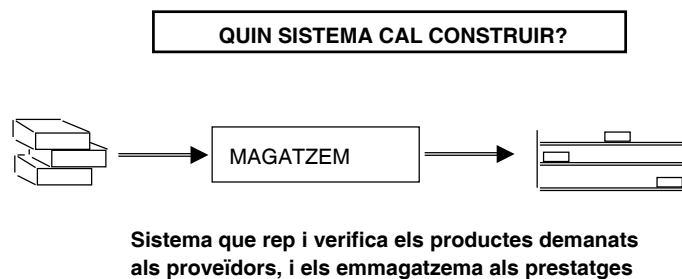 QUIN SISTEMA CAL CONSTRUIR?
MAGATZEM
Sistema que rep i verifica els productes demanats
als proveïdors, i els emmagatzema als prestatges